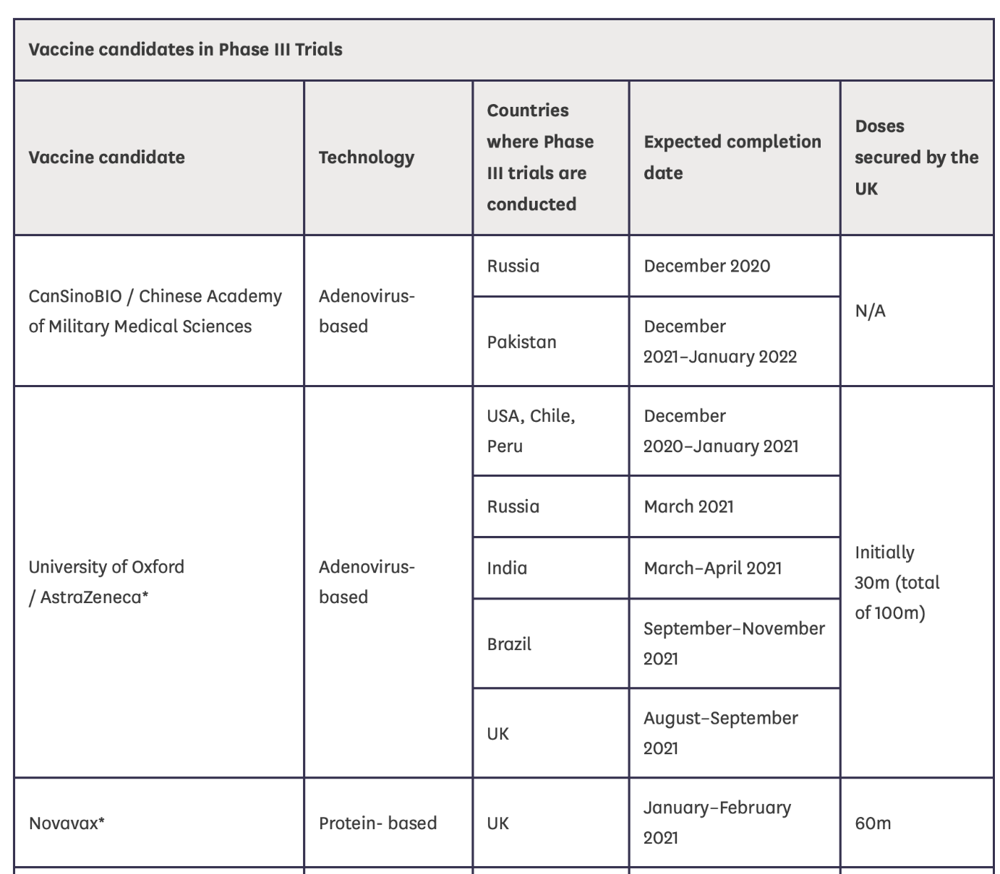 Vaccine candidates in Phase III Trials
Vaccine candidate
Technology
Countries
where Phase
III trials are
conducted
Expected completion
date
Doses
secured by the
UK
CanSinoBIO / Chinese Academy
of Military Medical Sciences
Adenovirus-
based
Russia
December 2020
Pakistan
December
2021–January 2022
N/A
University of Oxford
/ AstraZeneca*
Adenovirus-
based
USA, Chile,
Peru
December
2020–January 2021
Russia
March 2021
India
March–April 2021
Brazil
September–November
2021
UK
August–September
2021
Initially
30m (total
of 100m)
Novavax*
Protein- based
UK
January–February
2021
60m